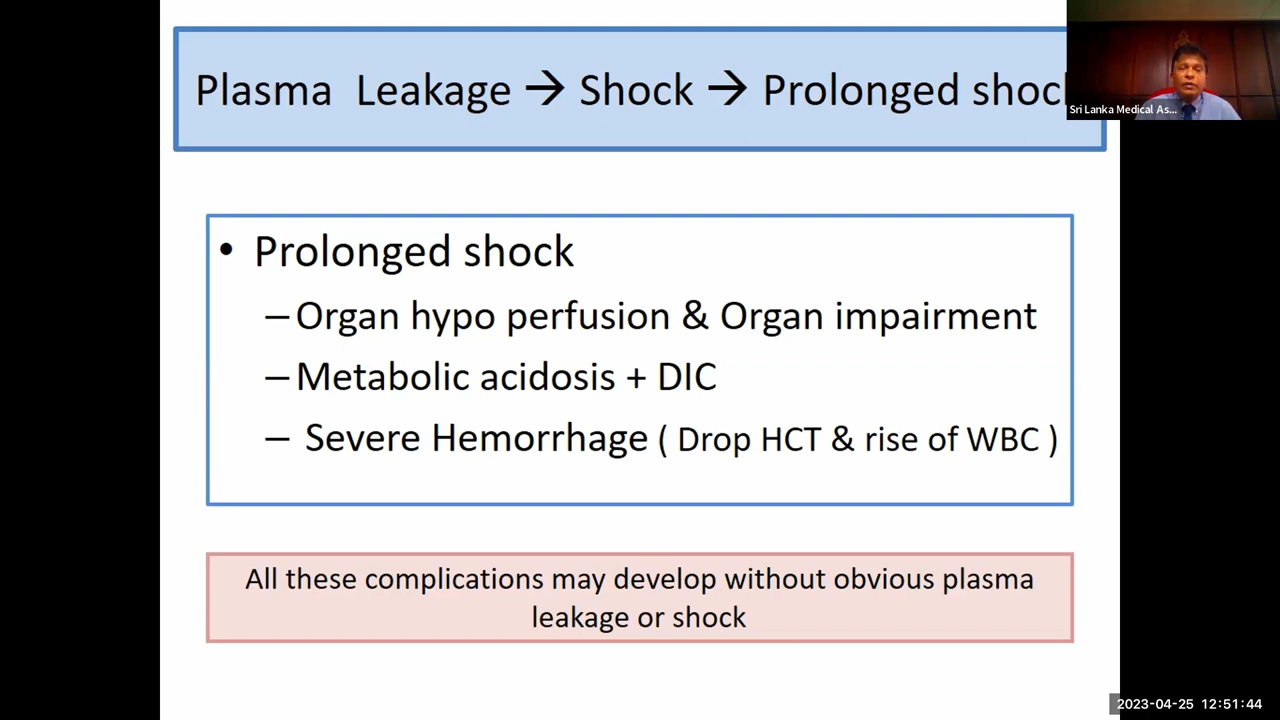 Plasma Leakage → Shock → Prolonged shoc
Sri Lanka Medical As...
• Prolonged shock
– Organ hypo perfusion & Organ impairment
– Metabolic acidosis + DIC
– Severe Hemorrhage ( Drop HCT & rise of WBC )
All these complications may develop without obvious plasma
leakage or shock
2023-04-25 12:51:44